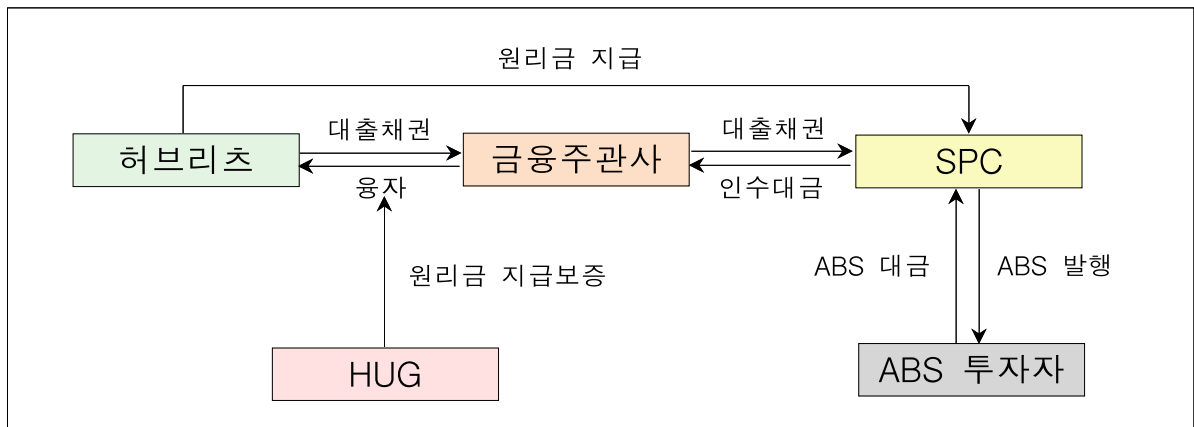 원리금 지급
대출채권
대출채권
허브리츠
금융주관사
SPC
융자
인수대금
원리금 지급보증
ABS 대금
ABS 발행
HUG
ABS 투자자